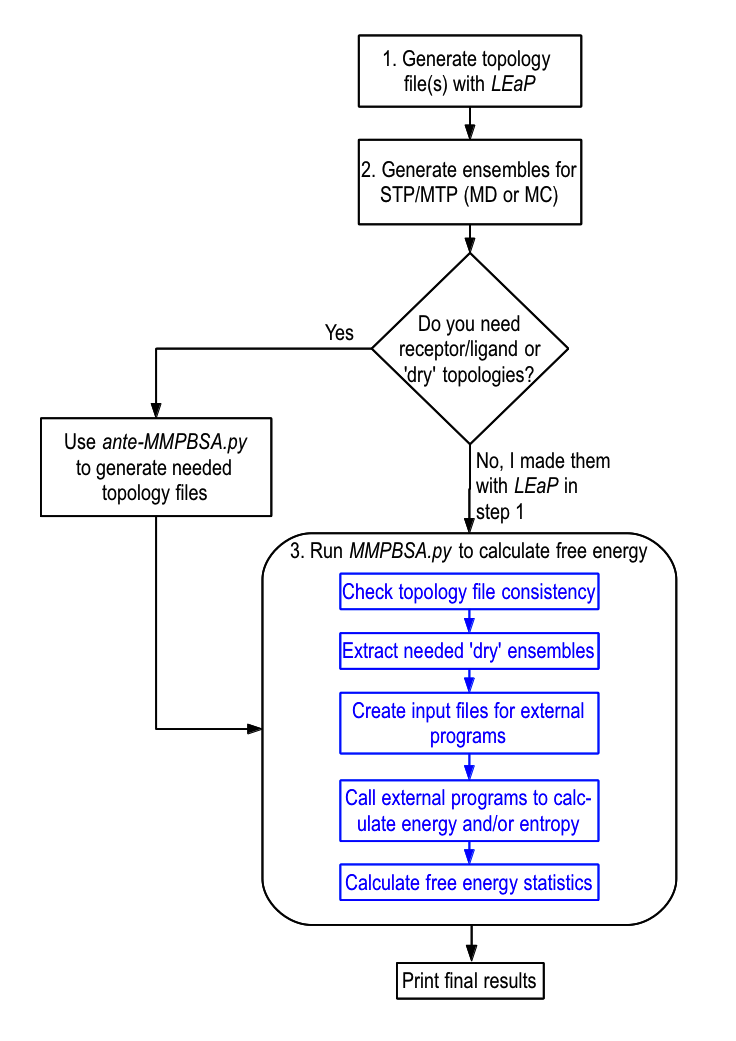 1. Generate topology
file(s) with LEaP
2. Generate ensembles for
STP/MTP (MD or MC)
Do you need
receptor/ligand or
'dry' topologies?
Yes
Use ante-MMPBSA.py
to generate needed
topology files
No, I made them
with LEaP in
step 1
3. Run MMPBSA.py to calculate free energy
Check topology file consistency
Extract needed 'dry' ensembles
Create input files for external
programs
Call external programs to calc-
ulate energy and/or entropy
Calculate free energy statistics
Print final results